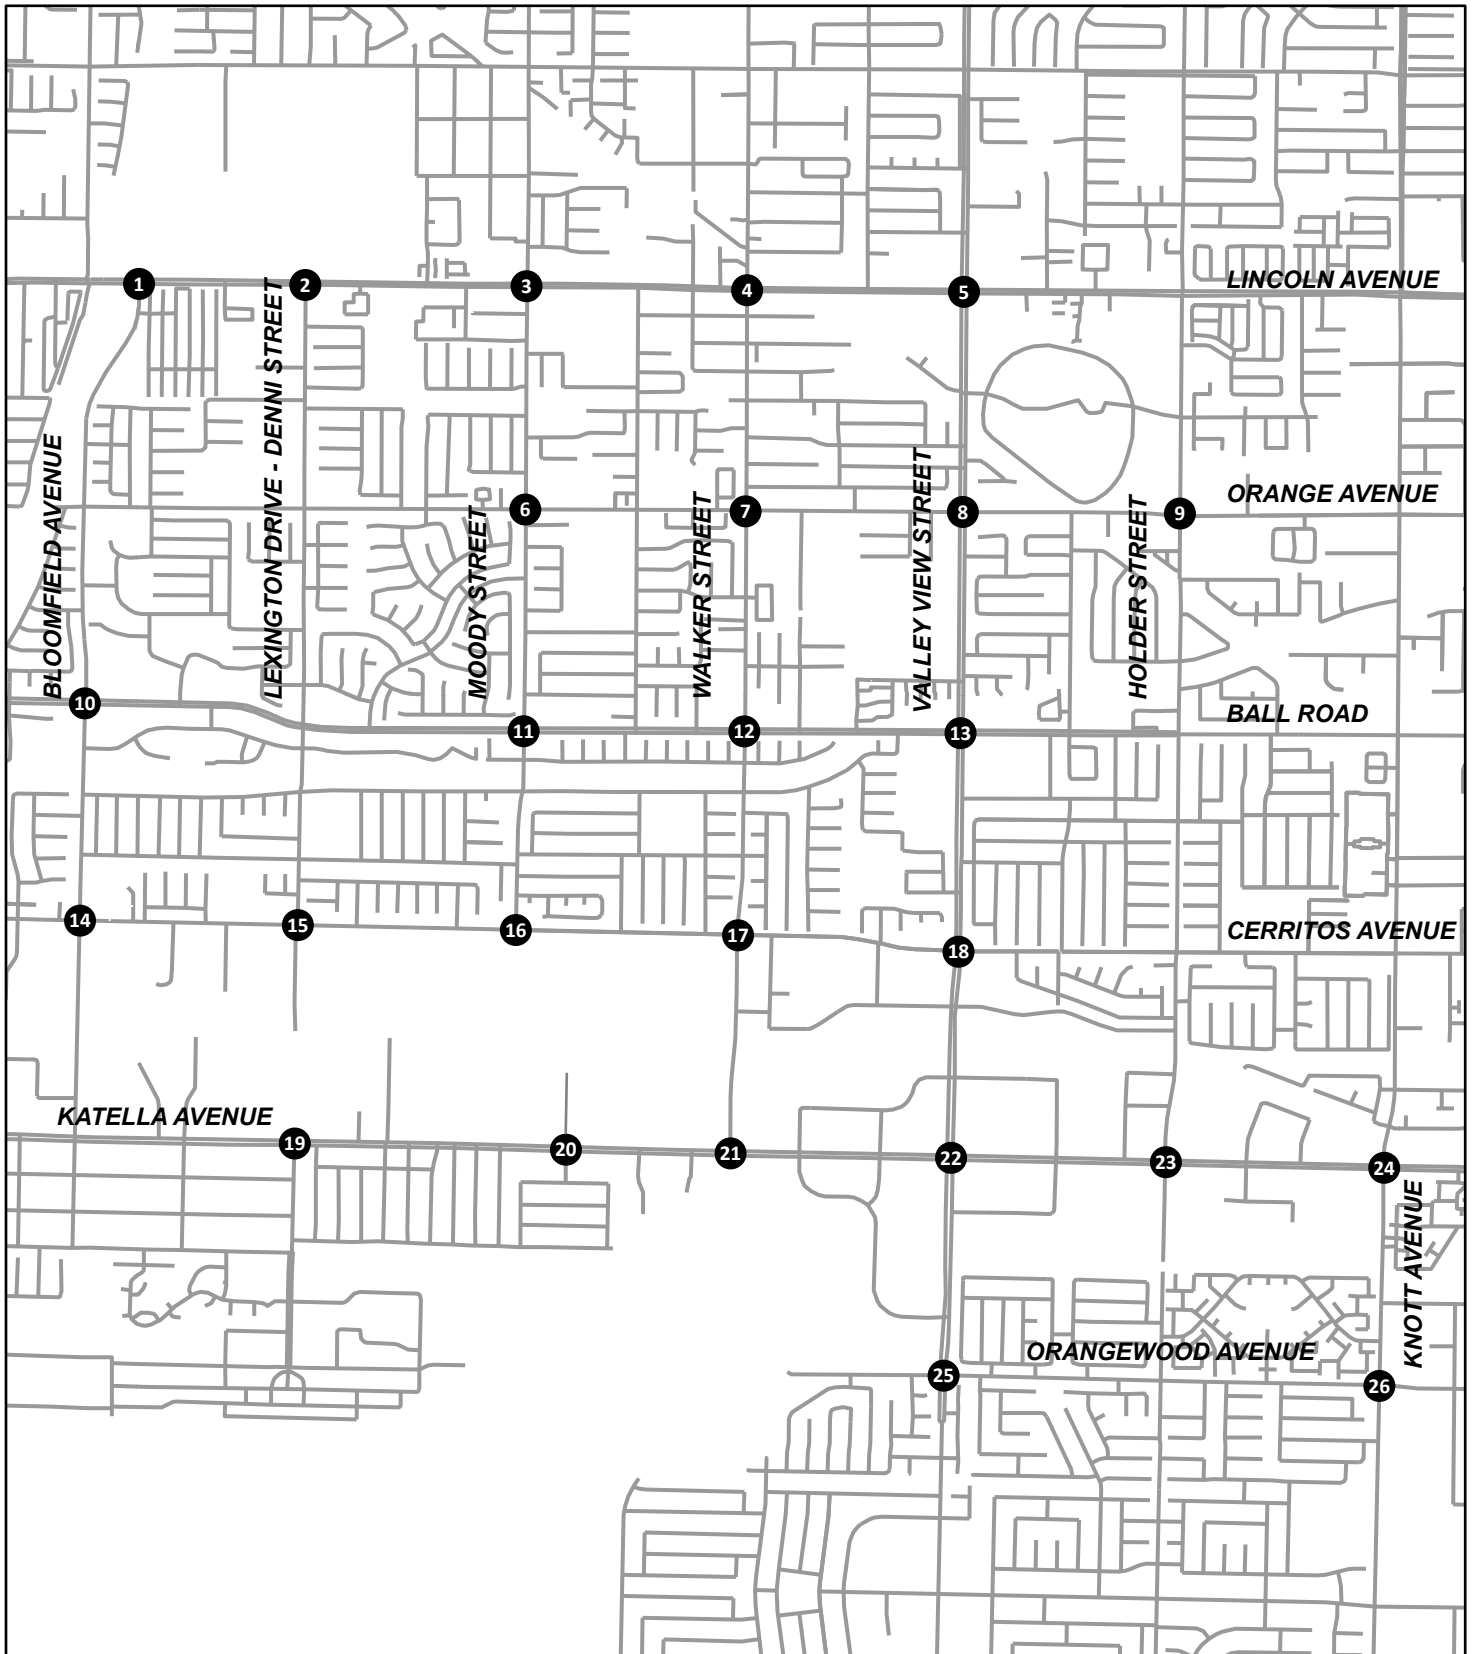 1
2
3
4
5
LINCOLN AVENUE
BLOOMFIELD AVENUE
LEXINGTON DRIVE - DENNI STREET
MOODY STREET
WALKER STREET
VALLEY VIEW STREET
HOLDER STREET
ORANGE AVENUE
6
7
8
9
10
11
12
13
BALL ROAD
14
15
16
17
18
CERRITOS AVENUE
KATELLA AVENUE
19
20
21
22
23
24
KNOTT AVENUE
ORANGEWOOD AVENUE
25
26